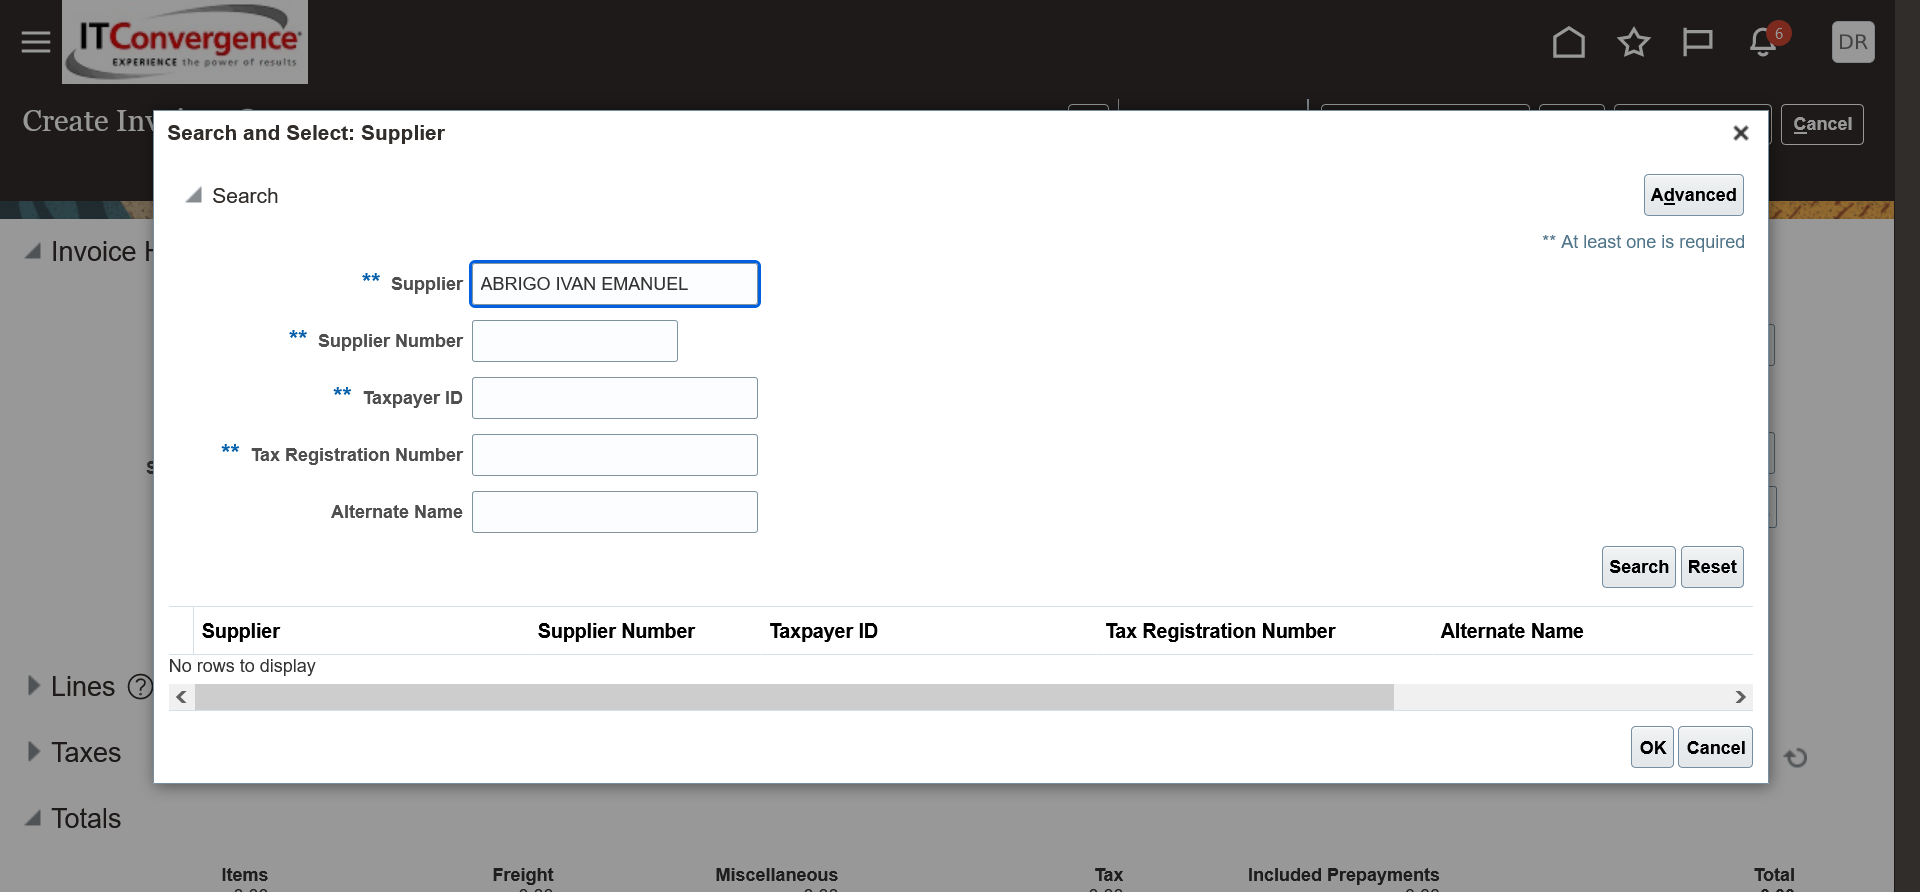 ITConvergence
EXPERIENCE the power of results
6
DR
Create Inv
Cancel
Search and Select: Supplier
Search
Advanced
** At least one is required
Invoice H
** Supplier ABRIGO IVAN EMANUEL
** Supplier Number
** Taxpayer ID
** Tax Registration Number
Alternate Name
Search Reset
Supplier Supplier Number Taxpayer ID Tax Registration Number Alternate Name
No rows to display
Lines ?
OK Cancel
Taxes
Totals
Items Freight Miscellaneous Tax Included Prepayments Total